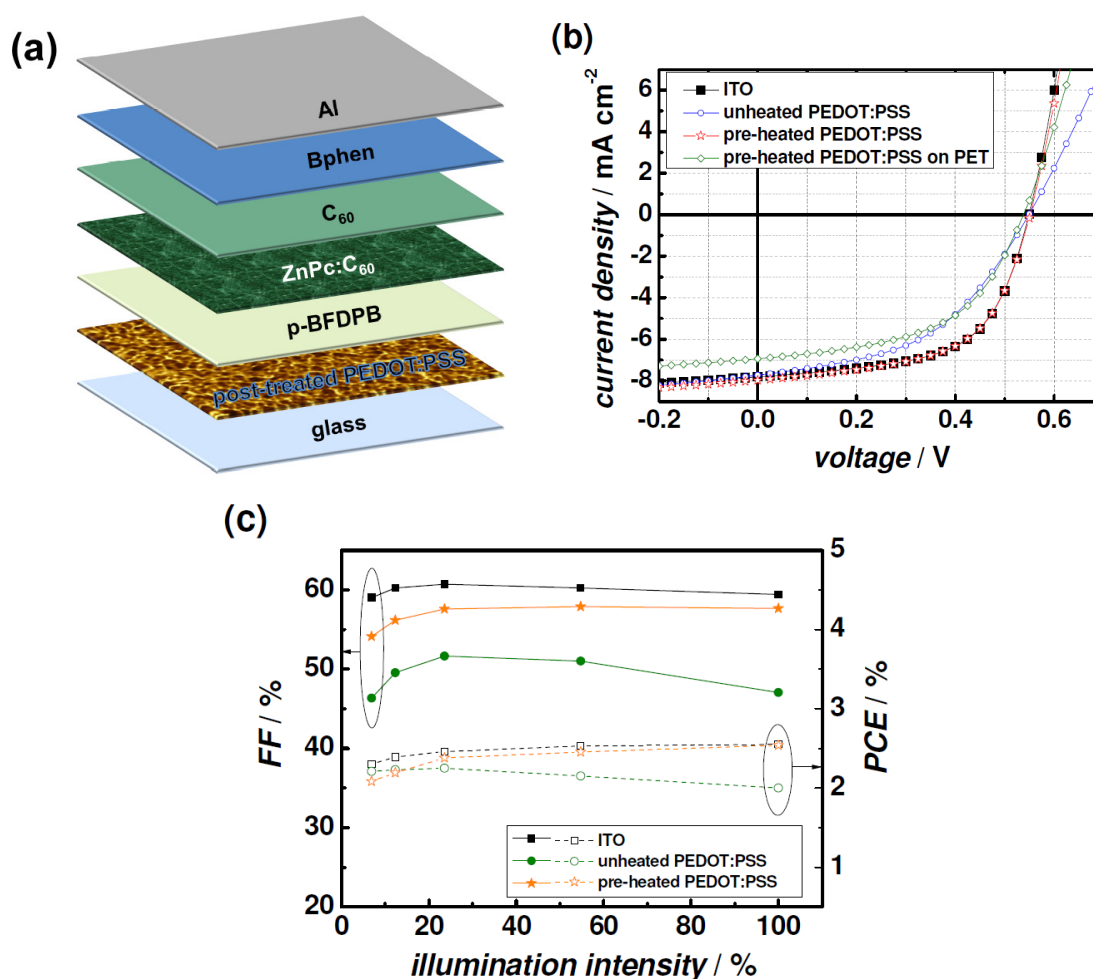 (a)
Al
Bphen
C60
ZnPc:C60
p-BFDPB
post-treated PEDOT:PSS
glass
(b)
ITO
unheated PEDOT:PSS
pre-heated PEDOT:PSS
pre-heated PEDOT:PSS on PET
current density / mA cm-2
6
4
2
0
-2
-4
-6
-8
-0.2 0.0 0.2 0.4 0.6
voltage / V
(c)
FF / %
60
50
40
30
20
PCE / %
5
4
3
2
1
ITO
unheated PEDOT:PSS
pre-heated PEDOT:PSS
0 20 40 60 80 100
illumination intensity / %